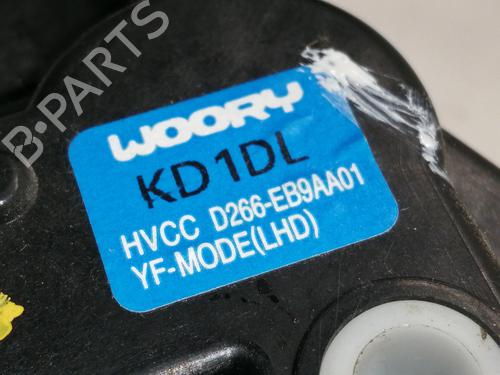 B-PARTS
WOORY
KD1DL
HVCC D266-EB9AA01
YF-MODE(LHD)